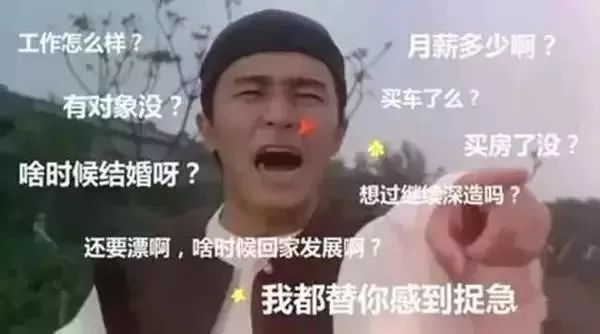 工作怎么样？
月薪多少啊？
有对象没？
买车了么？
买房了没？
啥时候结婚呀？
想过继续深造吗？
还要漂啊，啥时候回家发展啊？
我都替你感到捉急